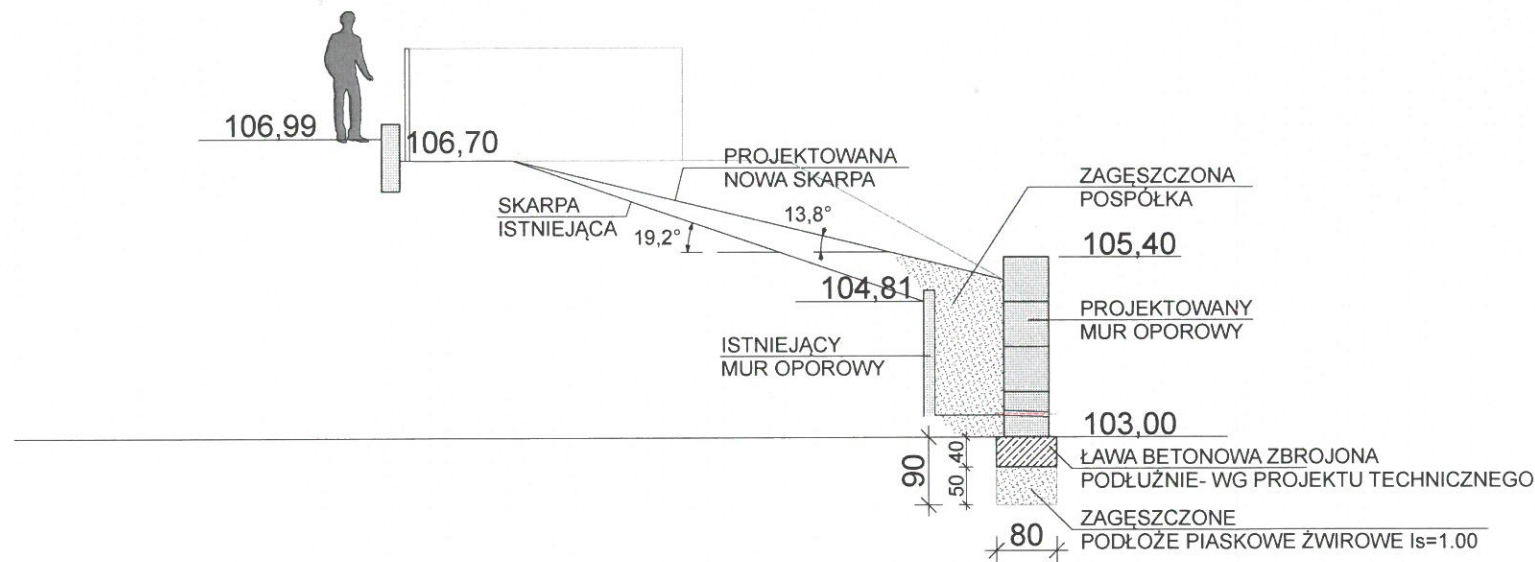 106,99
106,70
PROJEKTOWANA
NOWA SKARPA
ZAGĘSZCZONA
POSPÓŁKA
SKARPA
ISTNIEJĄCA
19,2°
13,8°
105,40
104,81
PROJEKTOWANY
MUR OPOROWY
ISTNIEJĄCY
MUR OPOROWY
103,00
90
40
50
ŁAWA BETONOWA ZBROJONA
PODŁUŻNIE- WG PROJEKTU TECHNICZNEGO
80
ZAGĘSZCZONE
PODŁOŻE PIASKOWE ŻWIROWE Is=1.00